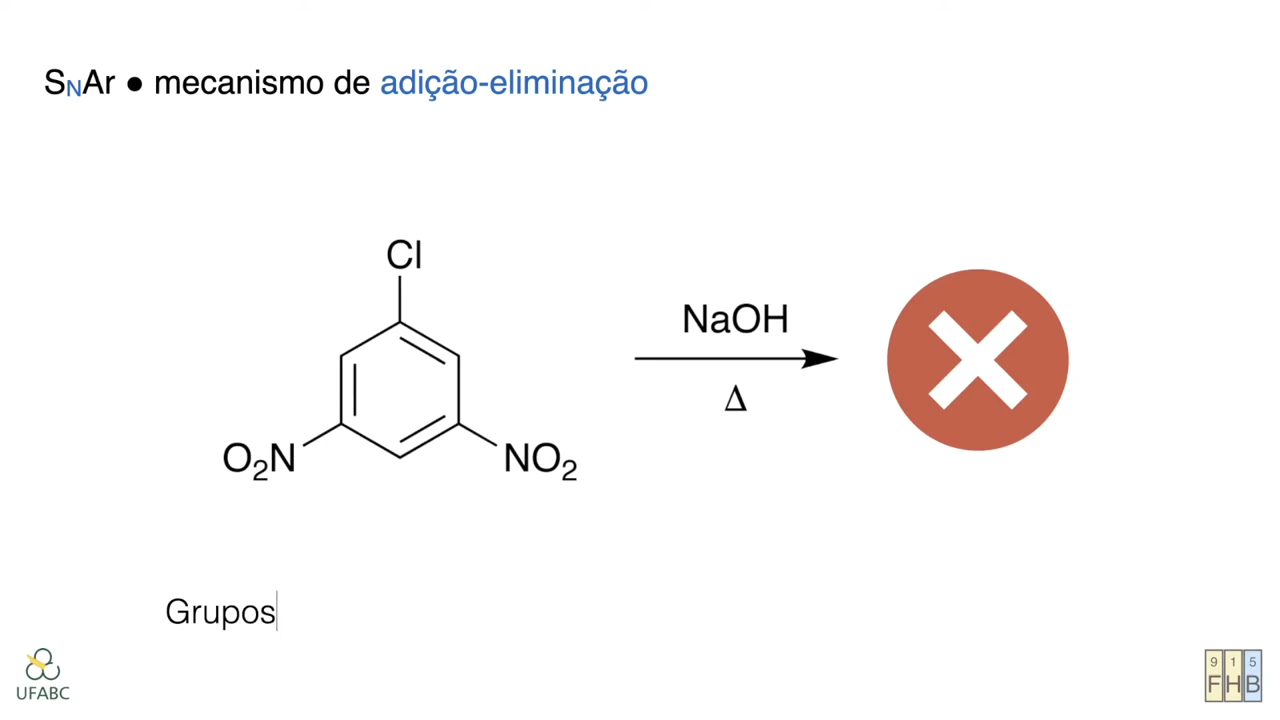 SNAr ● mecanismo de adição-eliminação
Cl
NaOH
Δ
O2N
NO2
Grupos
UFABC
9 1 5
F H B